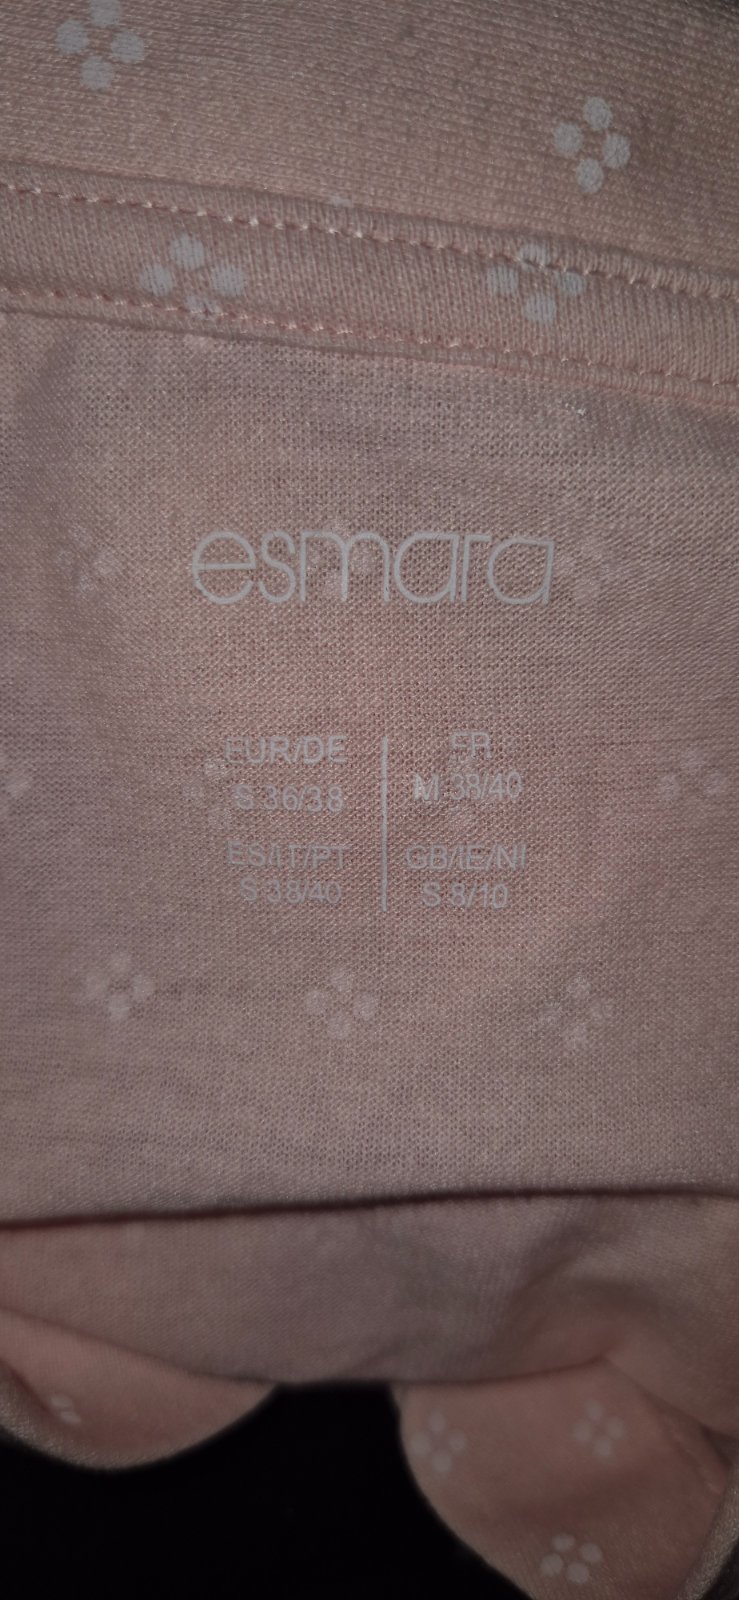 esmara
EUR/DE
S 36/38
FR
M 38/40
ES/IT/PT
S 38/40
GB/IE/NI
S 8/10